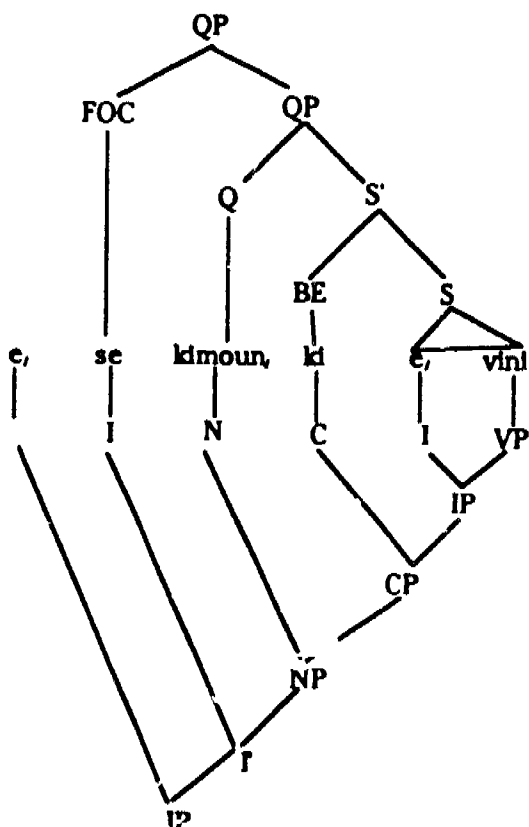 QP
FOC QP
Q S'
BE S
e, se kimoun, ki e, vini
I N C I VP
IP
CP
NP
I'
IP